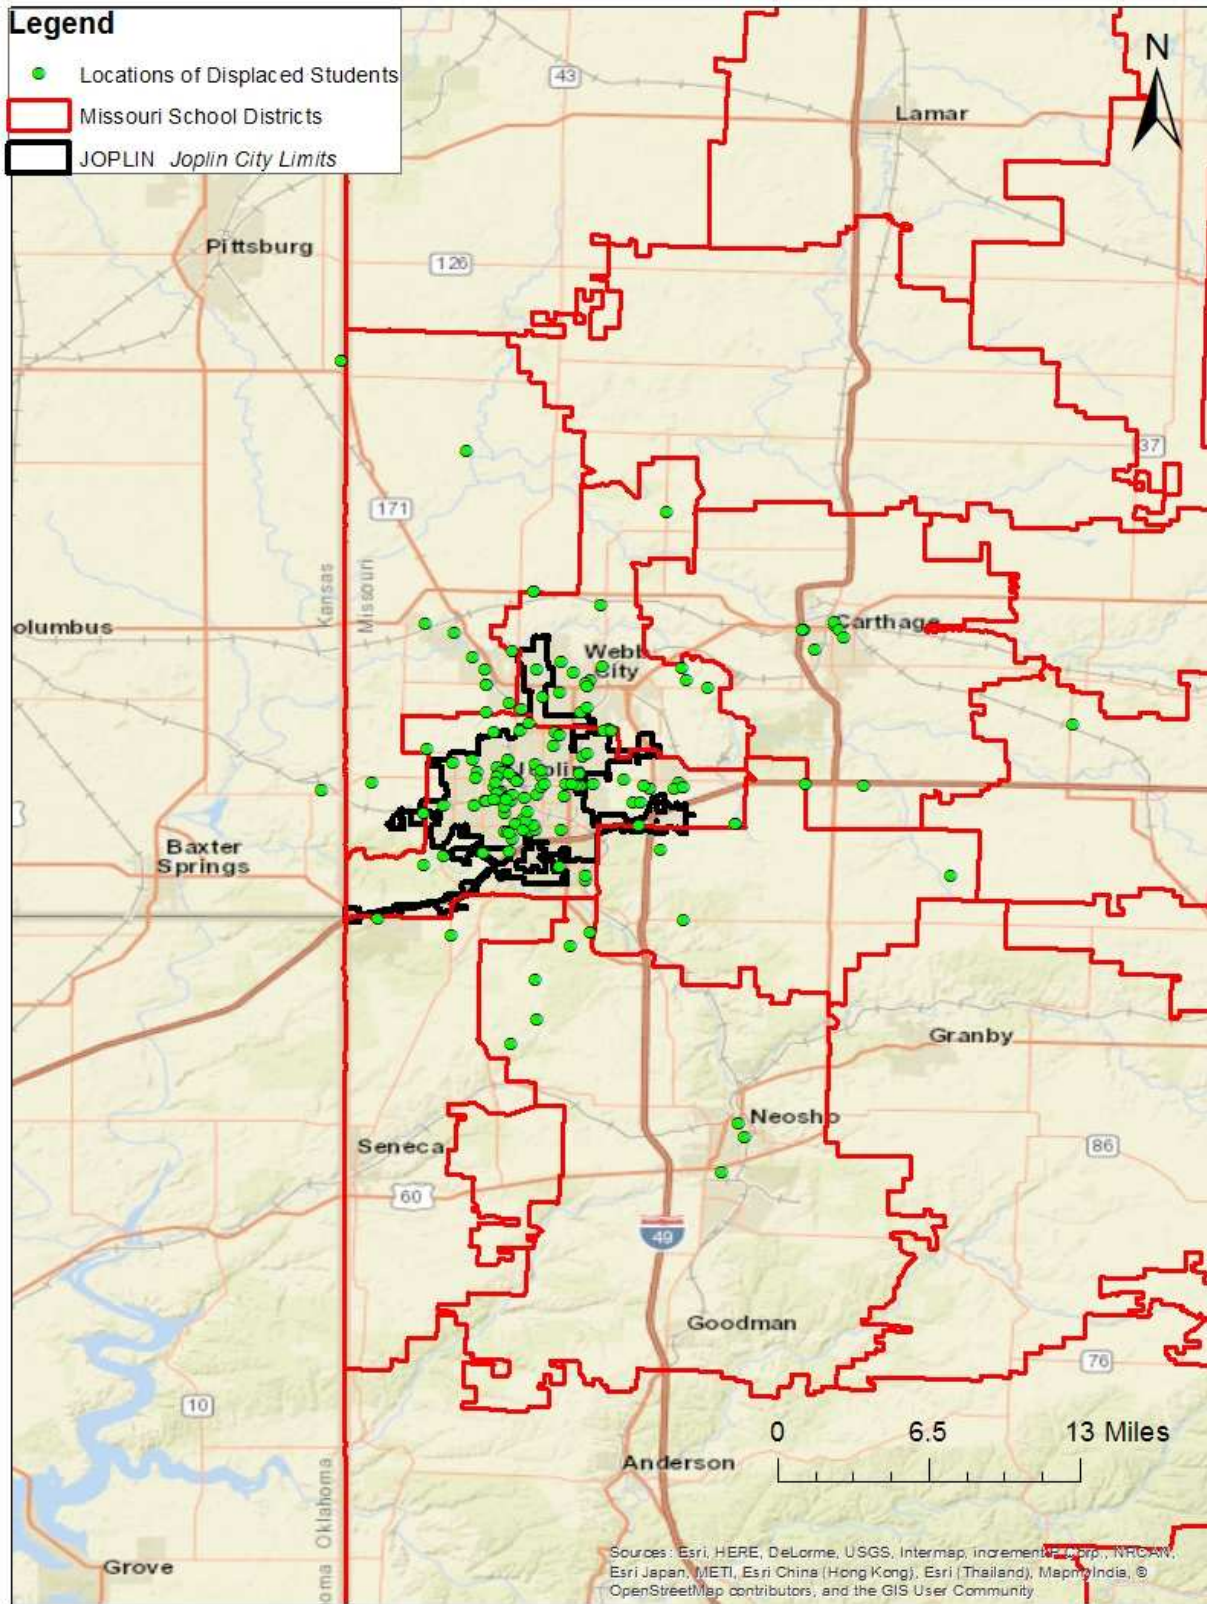 Legend
Locations of Displaced Students
Missouri School Districts
JOPLIN Joplin City Limits
N
43
Lamar
Pittsburg
126
37
171
Kansas
Missouri
olumbus
Carthage
Webb
City
Joplin
Baxter
Springs
Granby
Neosho
Seneca
86
60
49
Goodman
76
10
0 6.5 13 Miles
Anderson
Missouri
Oklahoma
oma
Grove
Sources: Esri, HERE, DeLorme, USGS, Intermap, increment P Corp., NRCAN,
Esri Japan, METI, Esri China (Hong Kong), Esri (Thailand), MapmyIndia, ©
OpenStreetMap contributors, and the GIS User Community